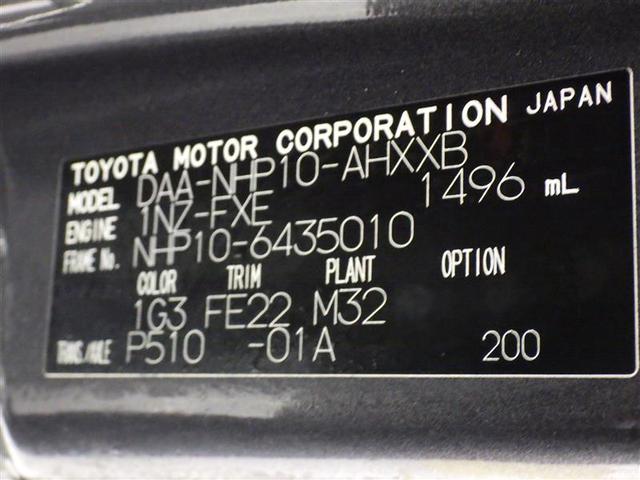 TOYOTA MOTOR CORPORATION JAPAN
MODEL DAA-NHP10-AHXXB
ENGINE 1NZ-FXE 1496 mL
FRAME No. NHP10-6435010
COLOR TRIM PLANT OPTION
1G3 FE22 M32
TRANS./AXLE P510 -01A 200